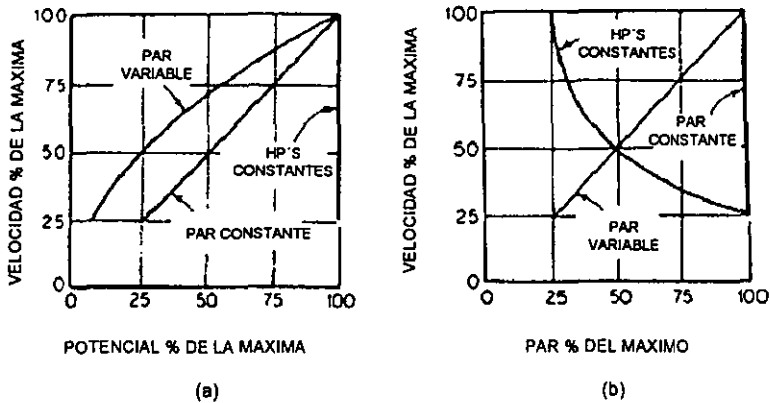 VELOCIDAD % DE LA MAXIMA
100
75
50
25
0
PAR
VARIABLE
HP'S
CONSTANTES
PAR CONSTANTE
0 25 50 75 100
POTENCIAL % DE LA MAXIMA
(a)
VELOCIDAD % DE LA MAXIMA
100
75
50
25
0
HP'S
CONSTANTES
PAR
CONSTANTE
PAR
VARIABLE
0 25 50 75 100
PAR % DEL MAXIMO
(b)